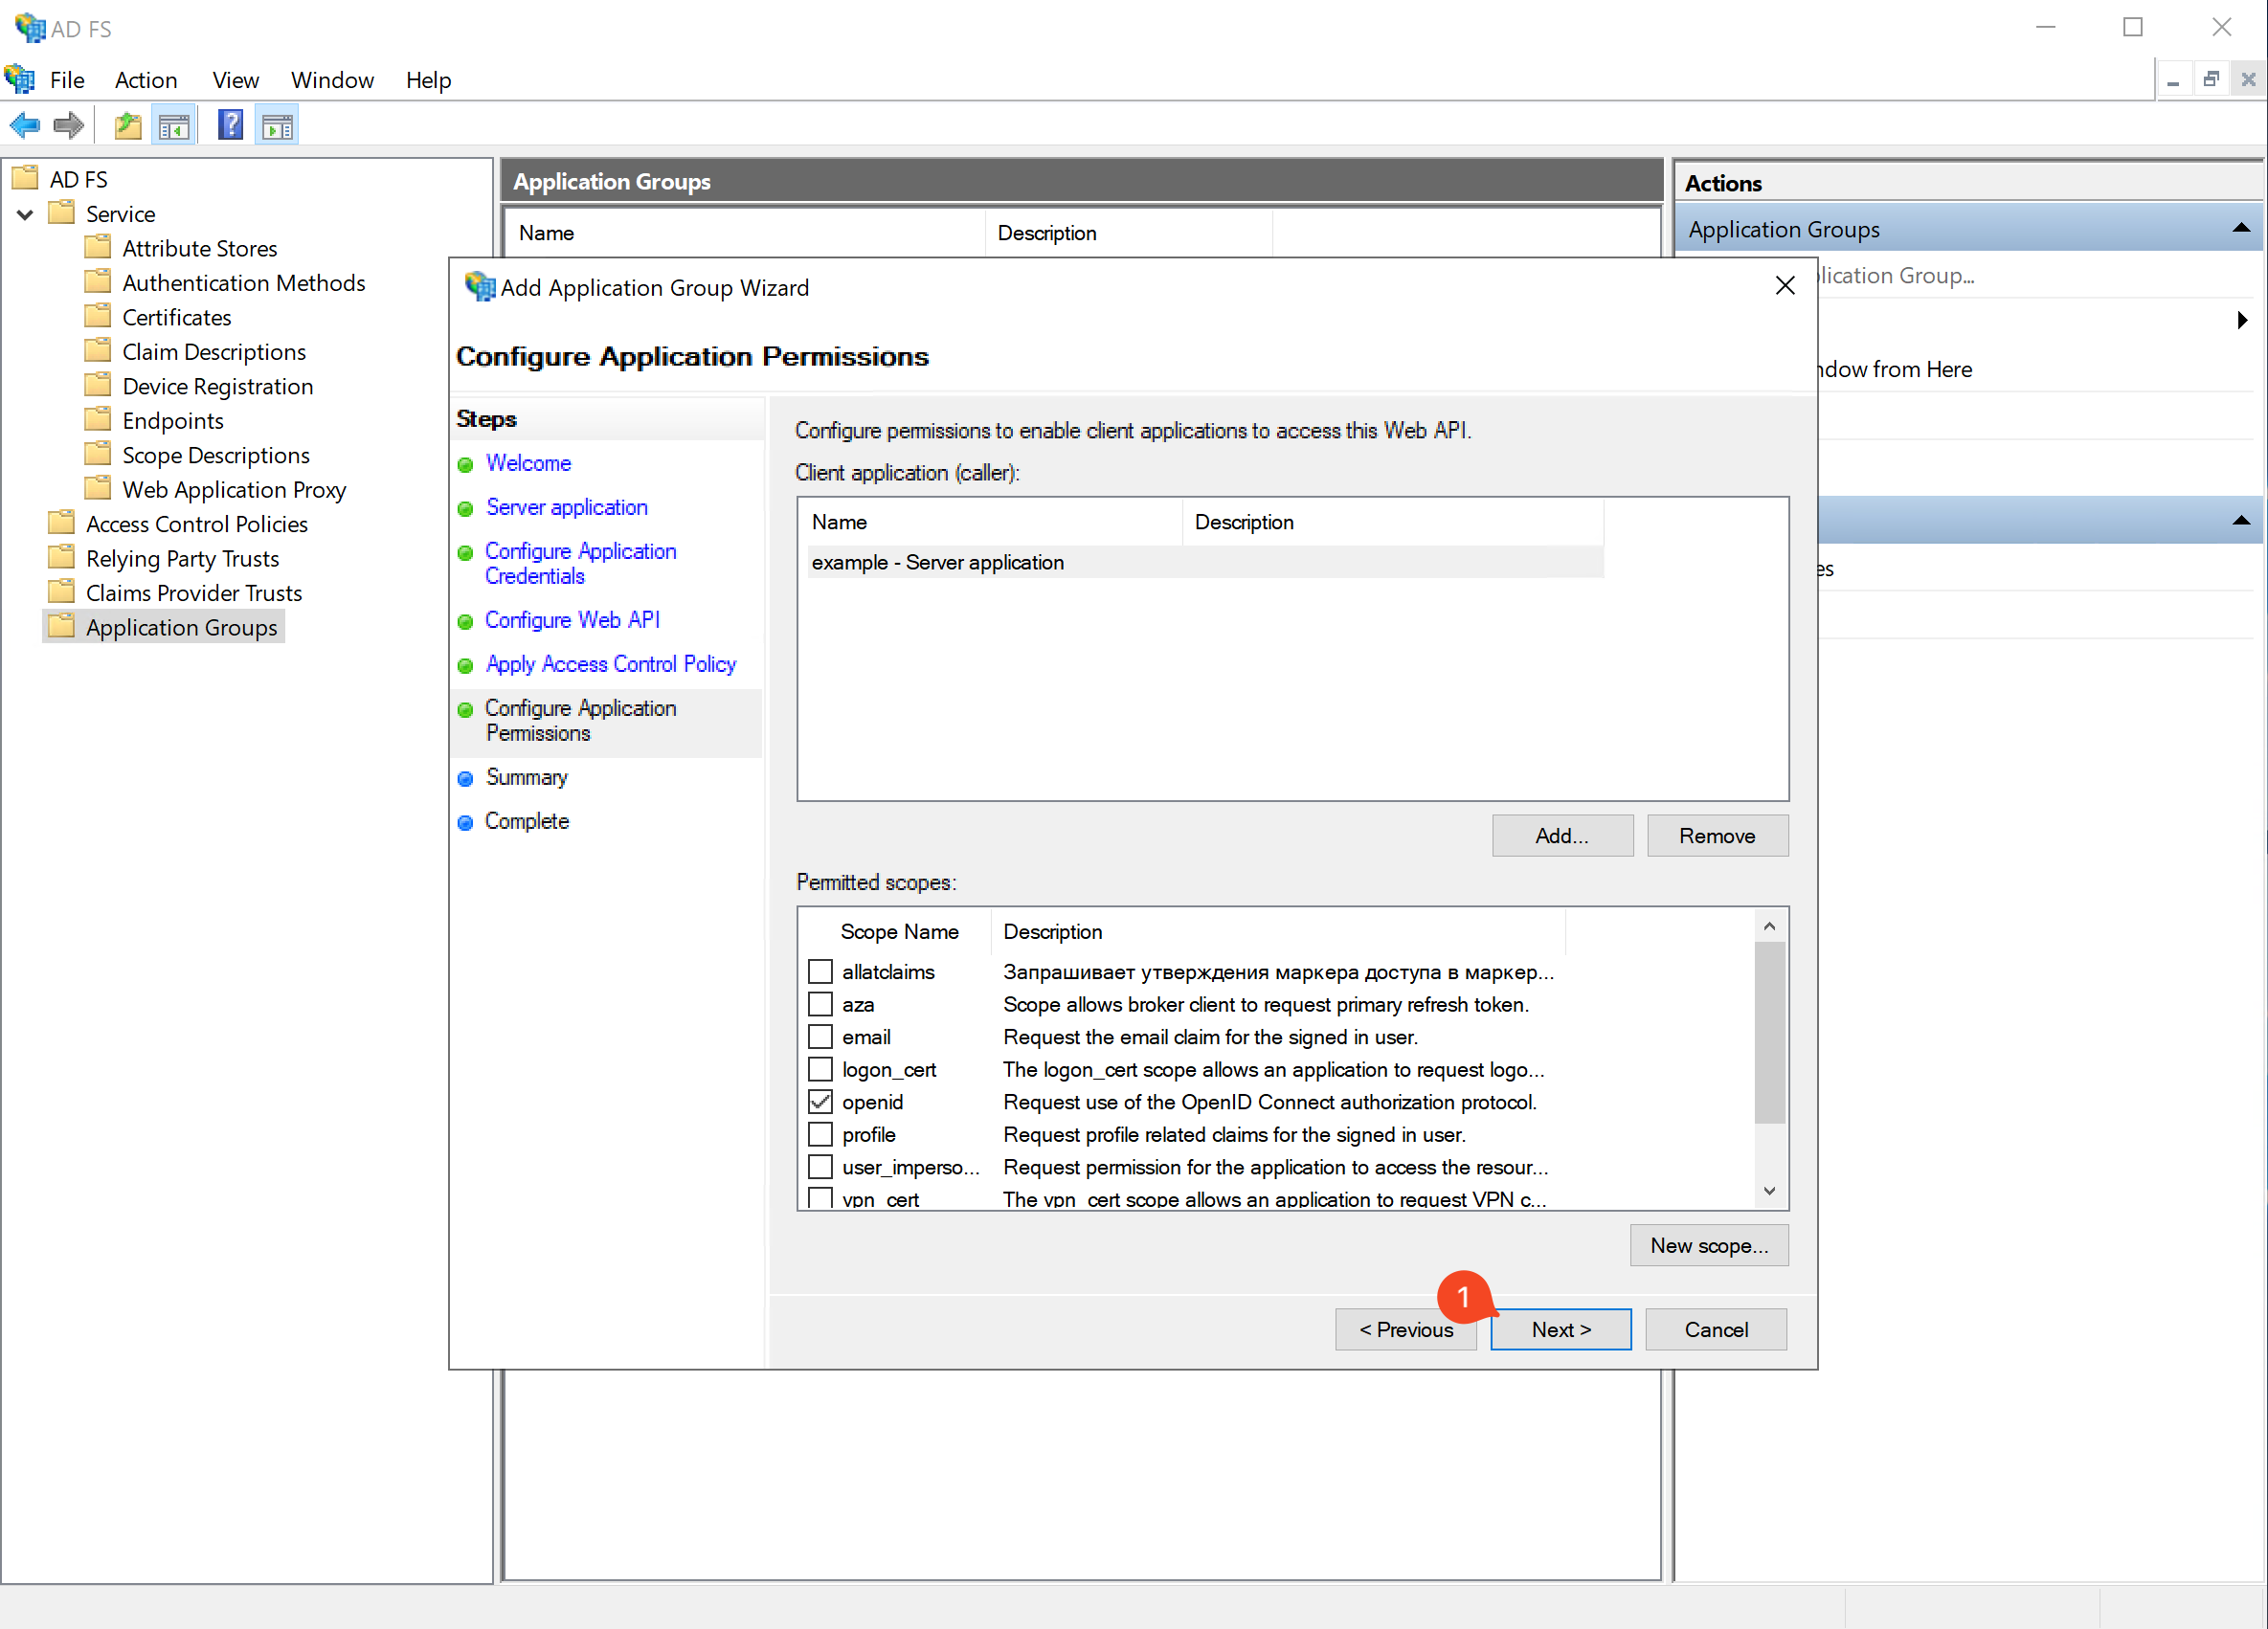 AD FS
File Action View Window Help
AD FS
Service
Attribute Stores
Authentication Methods
Certificates
Claim Descriptions
Device Registration
Endpoints
Scope Descriptions
Web Application Proxy
Access Control Policies
Relying Party Trusts
Claims Provider Trusts
Application Groups
Application Groups
Name Description
Actions
Application Groups
lication Group...
ndow from Here
es
Add Application Group Wizard
Configure Application Permissions
Steps
Welcome
Server application
Configure Application
Credentials
Configure Web API
Apply Access Control Policy
Configure Application
Permissions
Summary
Complete
Configure permissions to enable client applications to access this Web API.
Client application (caller):
Name Description
example - Server application
Add... Remove
Permitted scopes:
Scope Name Description
allatclaims Запрашивает утверждения маркера доступа в маркер...
aza Scope allows broker client to request primary refresh token.
email Request the email claim for the signed in user.
logon_cert The logon_cert scope allows an application to request logo...
openid Request use of the OpenID Connect authorization protocol.
profile Request profile related claims for the signed in user.
user_imperso... Request permission for the application to access the resour...
vpn_cert The vpn_cert scope allows an application to request VPN c...
New scope...
1
< Previous Next > Cancel